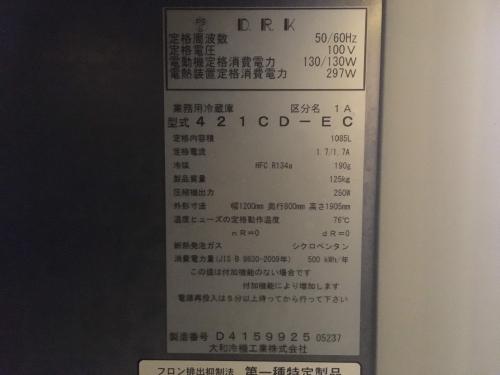 DRK
定格周波数 50/60Hz
定格電圧 100V
電動機定格消費電力 130/130W
電熱装置定格消費電力 297W
業務用冷蔵庫 区分名 1A
型式 421CD-EC
定格内容積 1085L
定格電流 1.7/1.7A
冷媒 HFC R134a 190g
製品質量 125kg
圧縮機出力 250W
外形寸法 幅1200mm 奥行800mm 高さ1905mm
温度ヒューズの定格動作温度 76℃
nR=0 dR=0
断熱発泡ガス シクロペンタン
消費電力量(JIS B 8630-2009年) 500 kWh/年
この値は付加機能のない場合です
付加機能により増加します
電源再投入は5分以上待ってから行って下さい
製造番号 D4159925 05237
大和冷機工業株式会社
フロン排出抑制法 第一種特定製品